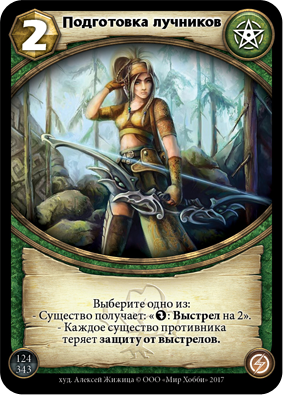 Подготовка лучников
2
Выберите одно из:
- Существо получает: «: Выстрел на 2».
- Каждое существо противника
теряет защиту от выстрелов.
124
343
худ. Алексей Жижица © ООО «Мир Хобби» 2017